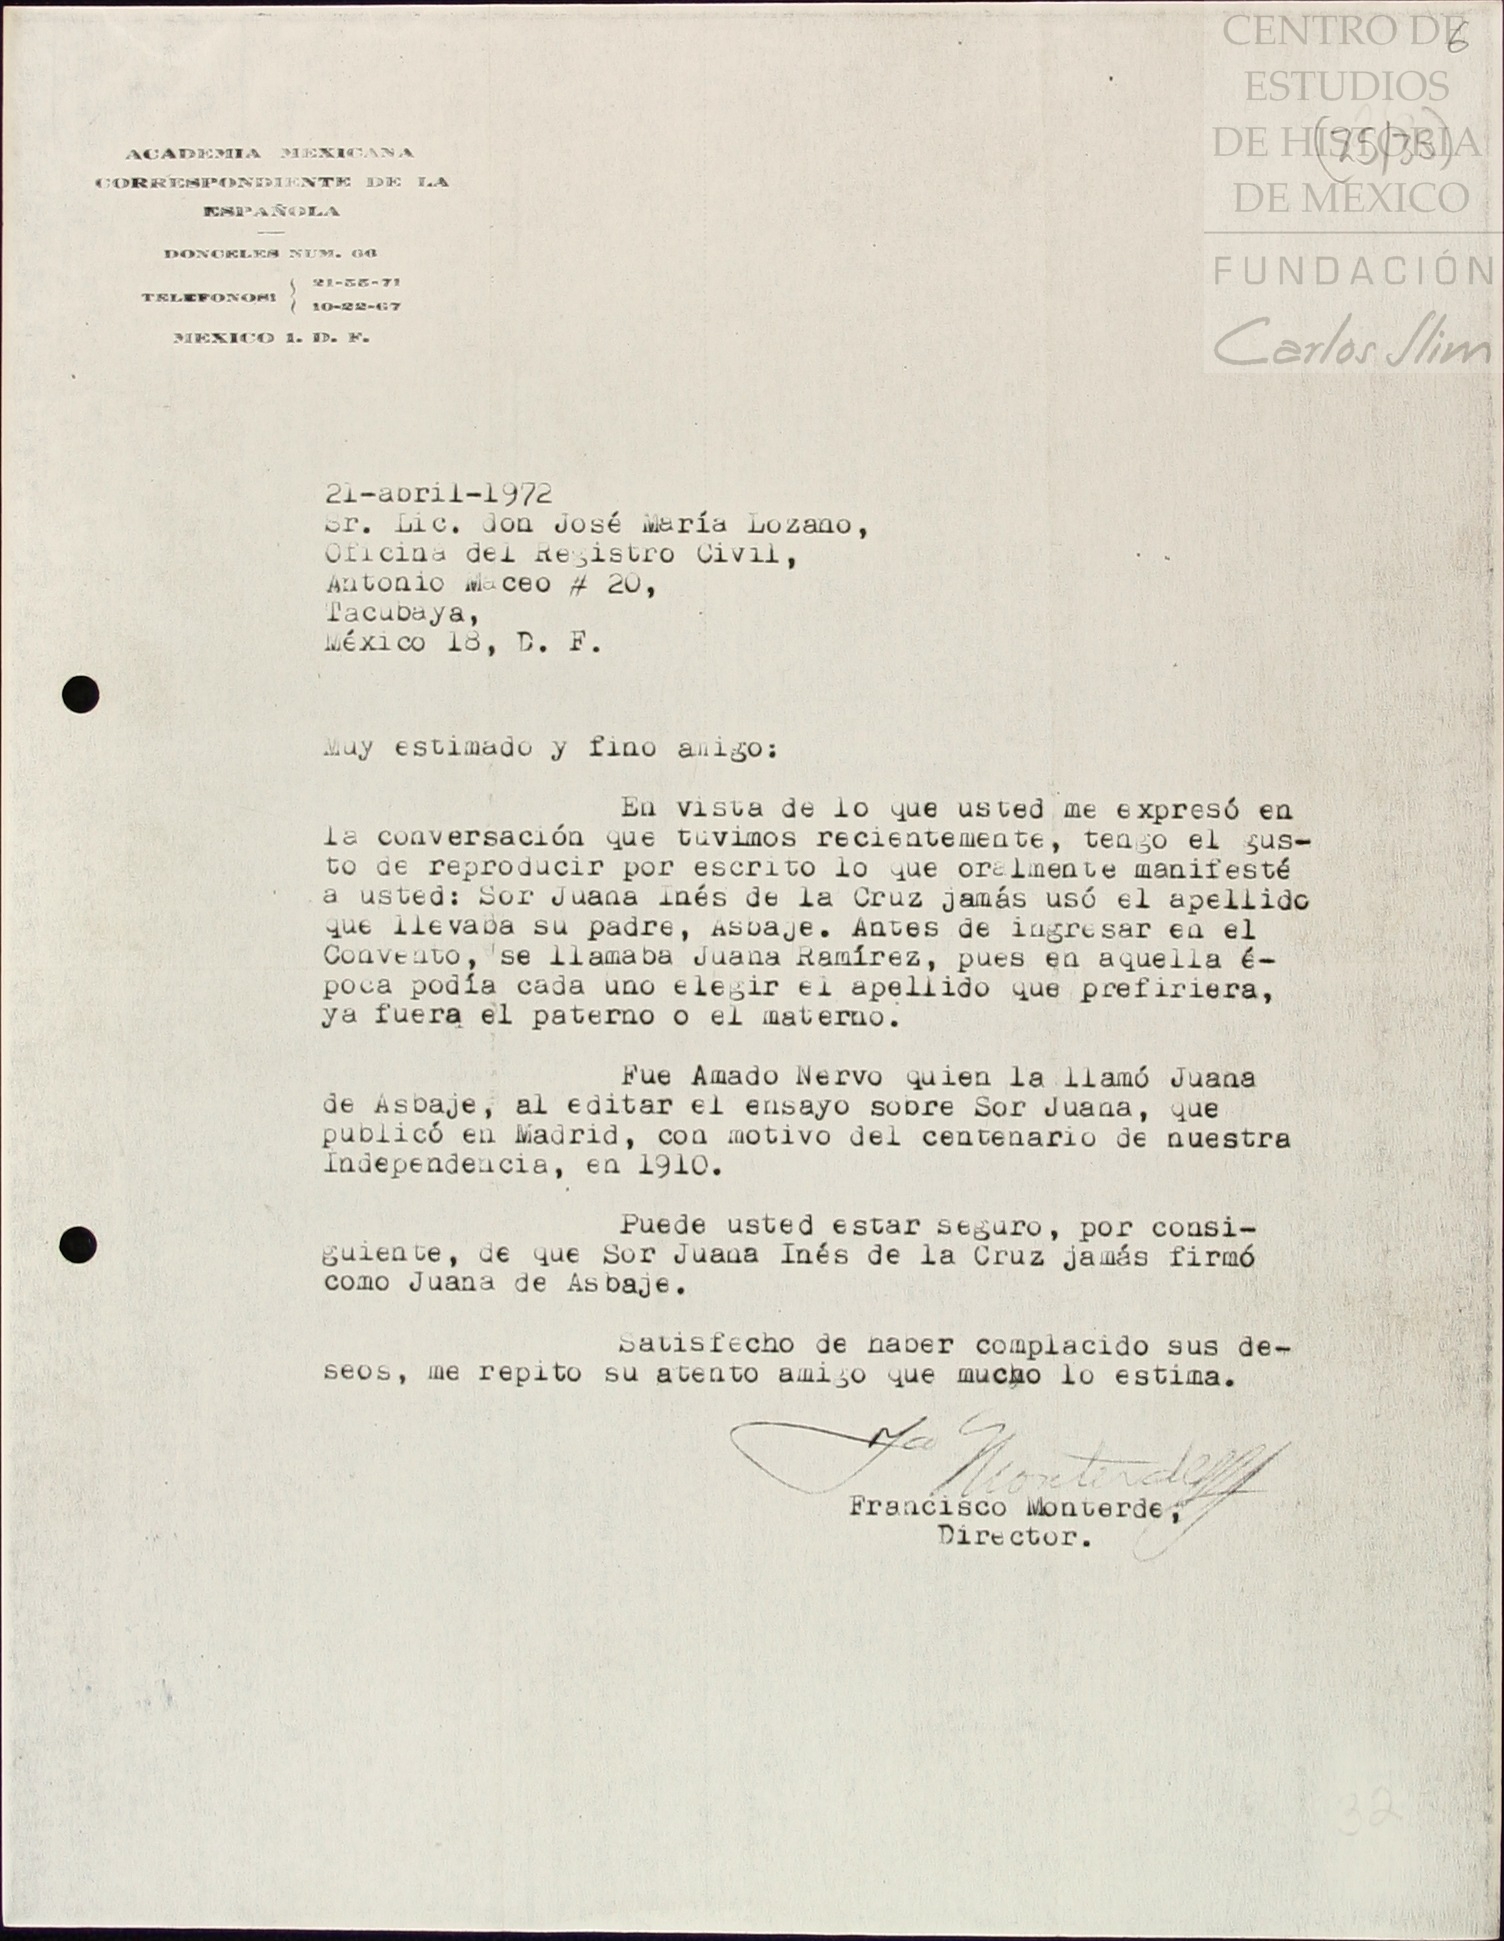 CENTRO DE
ESTUDIOS
DE HISTORIA
DE MÉXICO
FUNDACIÓN
Carlos Slim
6
ACADEMIA MEXICANA
CORRESPONDIENTE DE LA
ESPAÑOLA
DONCELES NUM. 66
TELEFONOS: { 21-55-71
10-22-67
MEXICO 1. D. F.
21-abril-1972
Sr. Lic. don José María Lozano,
Oficina del Registro Civil,
Antonio Maceo # 20,
Tacubaya,
México 18, D. F.
Muy estimado y fino amigo:
En vista de lo que usted me expresó en
la conversación que tuvimos recientemente, tengo el gus-
to de reproducir por escrito lo que oralmente manifesté
a usted: Sor Juana Inés de la Cruz jamás usó el apellido
que llevaba su padre, Asbaje. Antes de ingresar en el
Convento, se llamaba Juana Ramírez, pues en aquella é-
poca podía cada uno elegir el apellido que prefiriera,
ya fuera el paterno o el materno.
Fue Amado Nervo quien la llamó Juana
de Asbaje, al editar el ensayo sobre Sor Juana, que
publicó en Madrid, con motivo del centenario de nuestra
Independencia, en 1910.
Puede usted estar seguro, por consi-
guiente, de que Sor Juana Inés de la Cruz jamás firmó
como Juana de Asbaje.
Satisfecho de haber complacido sus de-
seos, me repito su atento amigo que mucho lo estima.
Fco Monterde
Francisco Monterde,
Director.
32